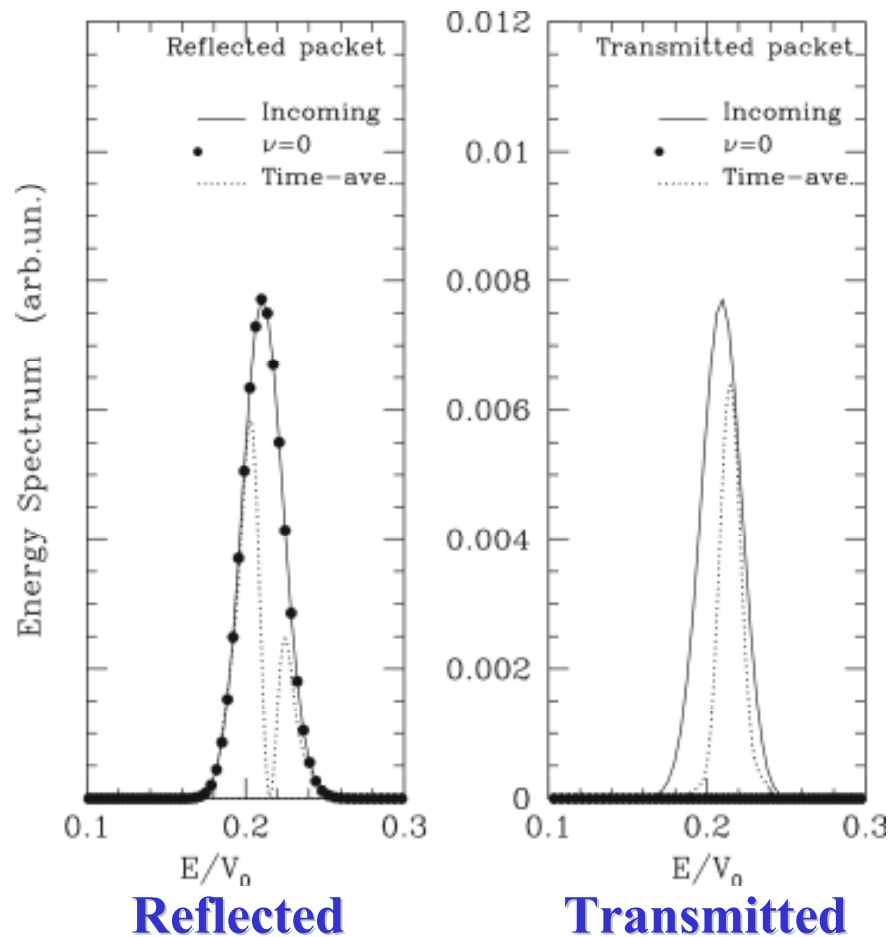 Reflected packet
Incoming
ν=0
Time-ave.
Energy Spectrum (arb.un.)
0.1
0.2
0.3
E/V₀
Reflected
Transmitted packet
Incoming
ν=0
Time-ave.
0.012
0.01
0.008
0.006
0.004
0.002
0
0.1
0.2
0.3
E/V₀
Transmitted